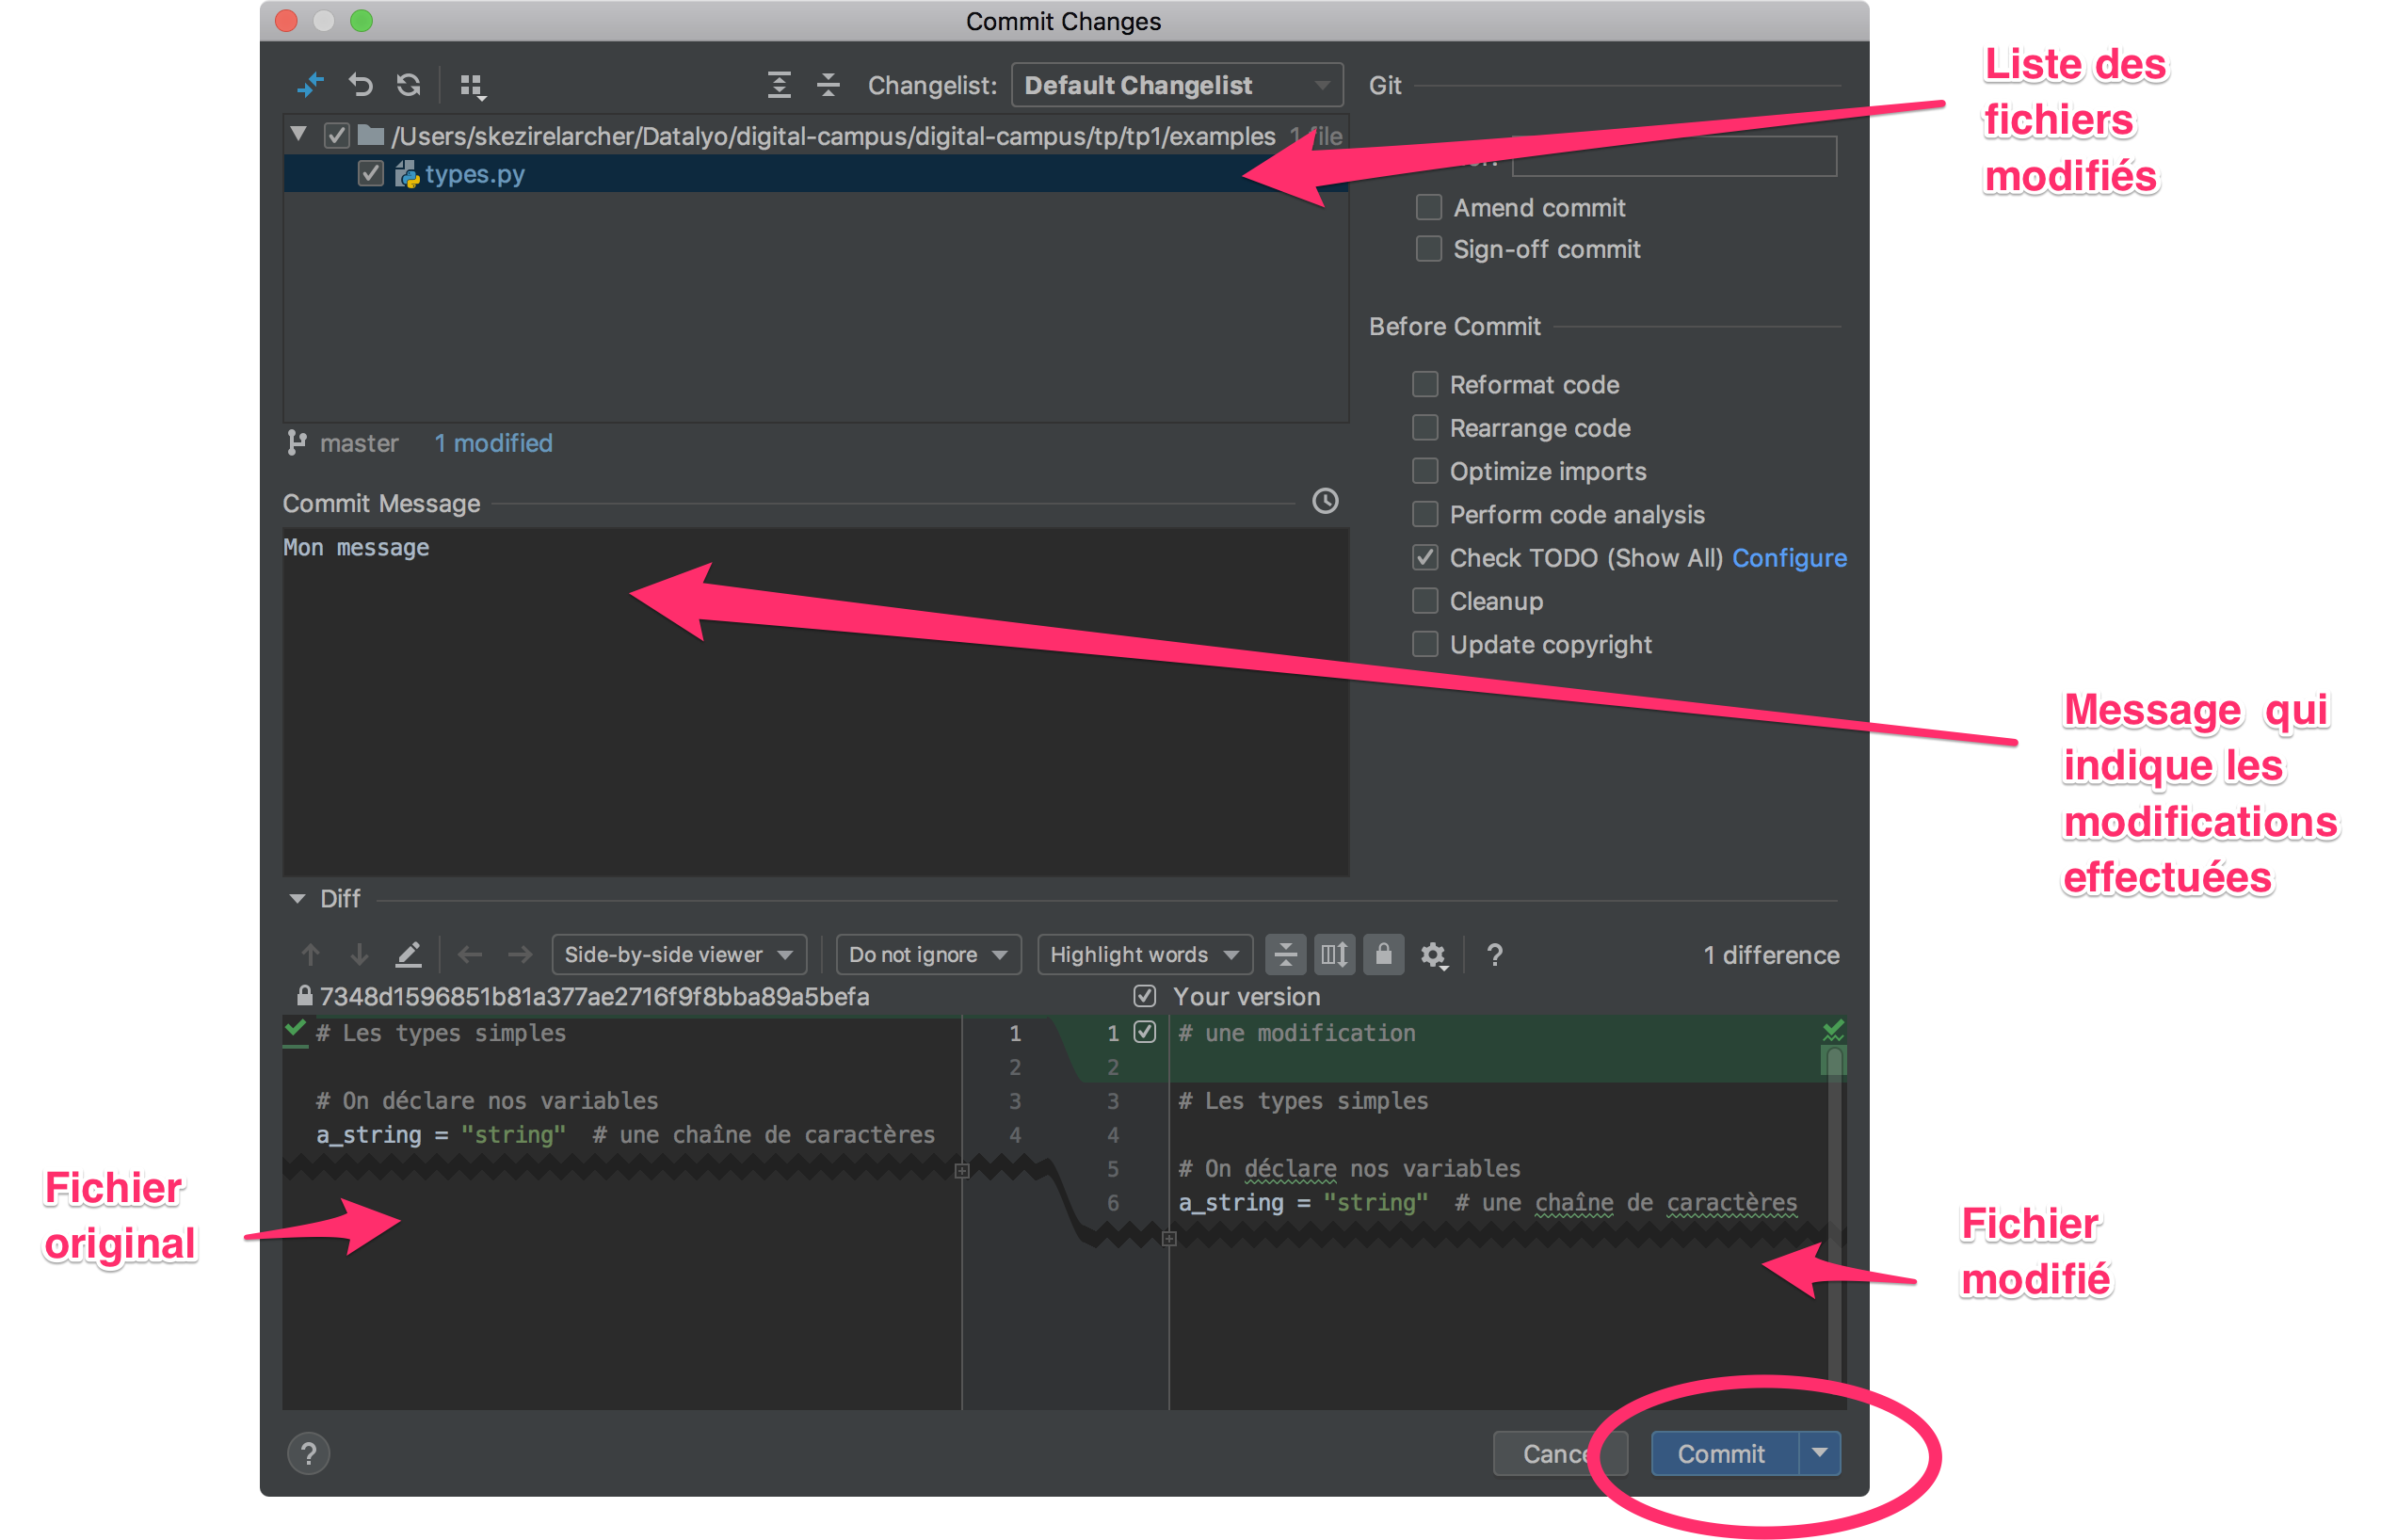 Commit Changes
Changelist: Default Changelist
/Users/skezirelarcher/Datalyo/digital-campus/digital-campus/tp/tp1/examples 1 file
types.py
master 1 modified
Commit Message
Mon message
Git
Amend commit
Sign-off commit
Before Commit
Reformat code
Rearrange code
Optimize imports
Perform code analysis
Check TODO (Show All) Configure
Cleanup
Update copyright
Liste des
fichiers
modifiés
Message qui
indique les
modifications
effectuées
Diff
Side-by-side viewer Do not ignore Highlight words ? 1 difference
7348d1596851b81a377ae2716f9f8bba89a5befa Your version
# Les types simples 1
2
# On déclare nos variables 3
a_string = "string" # une chaîne de caractères 4
1 # une modification
2
3 # Les types simples
4
5 # On déclare nos variables
6 a_string = "string" # une chaîne de caractères
Fichier
original
Fichier
modifié
? Cancel Commit